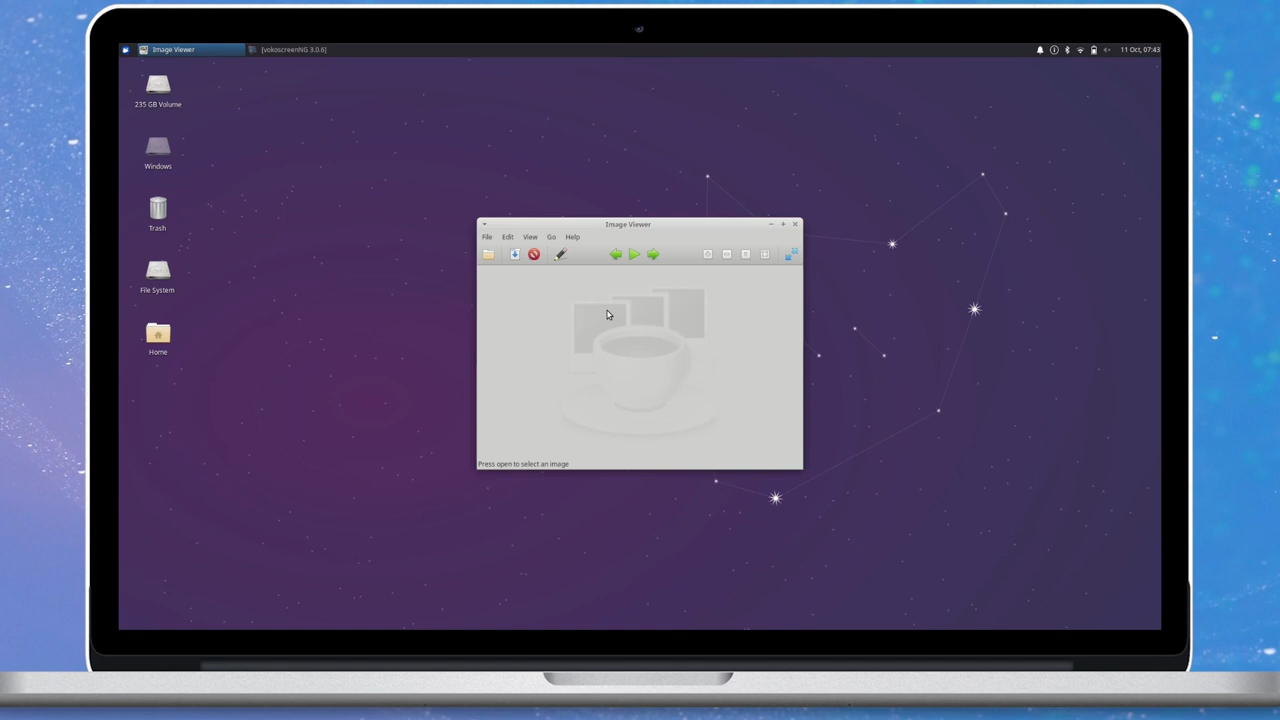 Image Viewer
[vokoscreenNG 3.0.6]
11 Oct, 07:43
235 GB Volume
Windows
Trash
File System
Home
Image Viewer
File Edit View Go Help
Press open to select an image